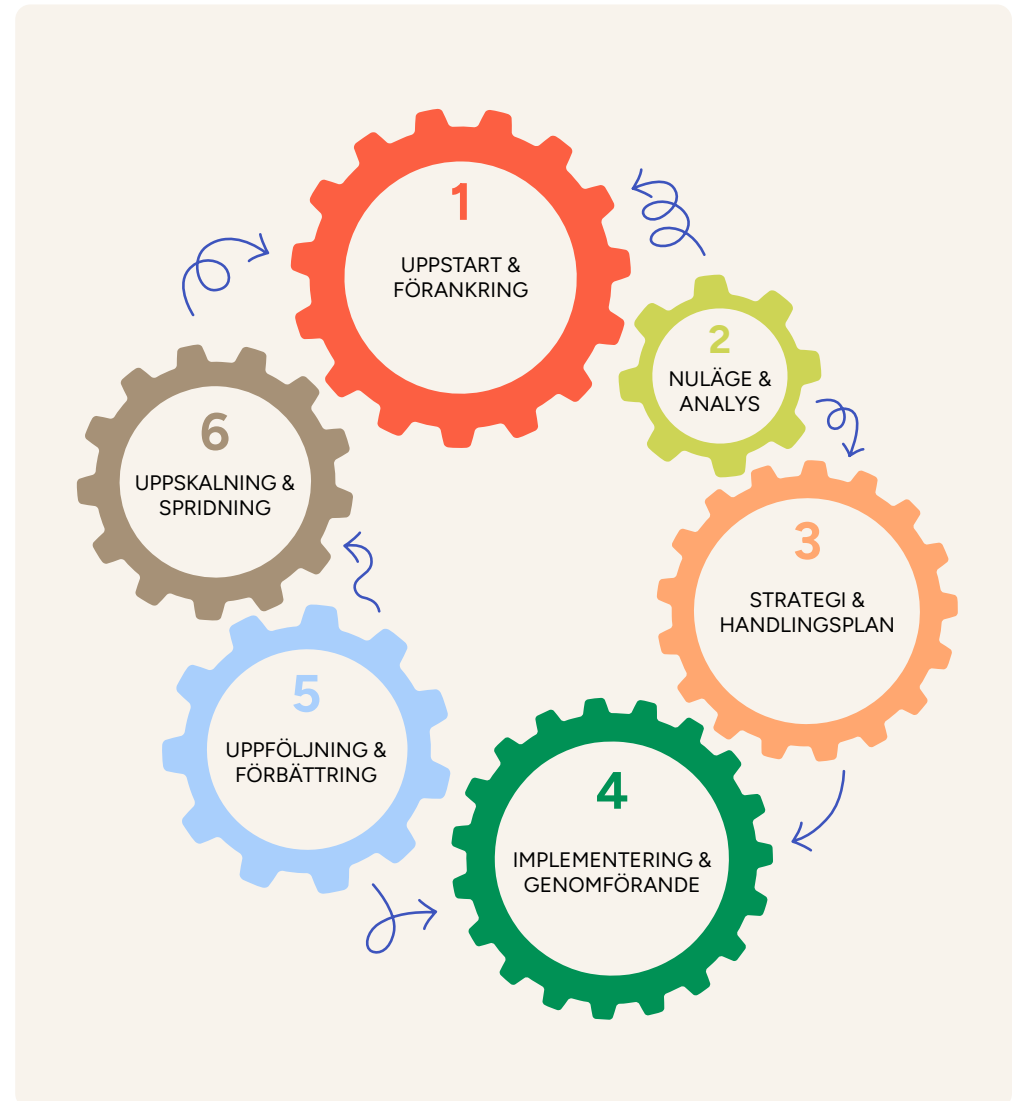 1
UPPSTART &
FÖRANKRING
2
NULÄGE &
ANALYS
3
STRATEGI &
HANDLINGSPLAN
4
IMPLEMENTERING &
GENOMFÖRANDE
5
UPPFÖLJNING &
FÖRBÄTTRING
6
UPPSKALNING &
SPRIDNING